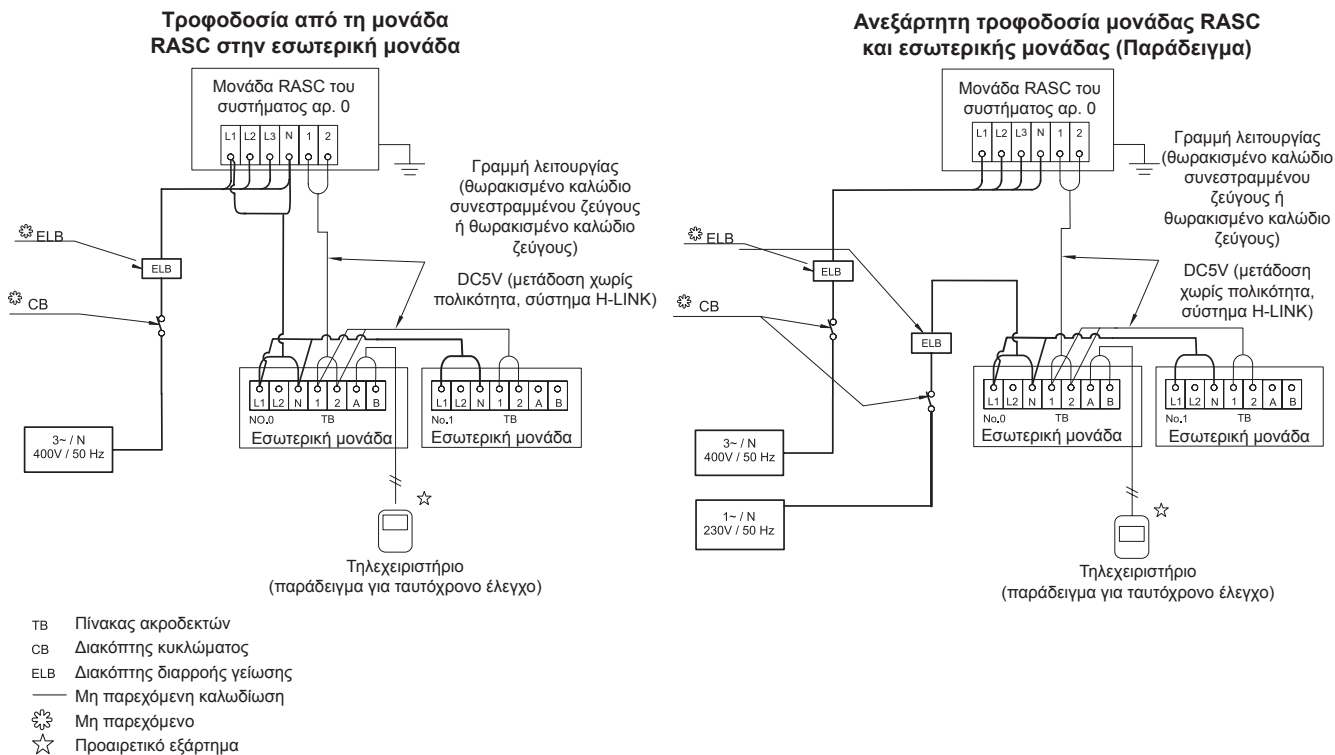 Τροφοδοσία από τη μονάδα
RASC στην εσωτερική μονάδα
Μονάδα RASC του
συστήματος αρ. 0
L1 L2 L3 N 1 2
Γραμμή λειτουργίας
(θωρακισμένο καλώδιο
συνεστραμμένου ζεύγους
ή θωρακισμένο καλώδιο
ζεύγους)
ELB
ELB
DC5V (μετάδοση χωρίς
πολικότητα, σύστημα H-LINK)
CB
L1 L2 N 1 2 A B
NO.0 TB
Εσωτερική μονάδα
L1 L2 N 1 2 A B
No.1 TB
Εσωτερική μονάδα
3~ / N
400V / 50 Hz
Τηλεχειριστήριο
(παράδειγμα για ταυτόχρονο έλεγχο)
Ανεξάρτητη τροφοδοσία μονάδας RASC
και εσωτερικής μονάδας (Παράδειγμα)
Μονάδα RASC του
συστήματος αρ. 0
L1 L2 L3 N 1 2
Γραμμή λειτουργίας
(θωρακισμένο καλώδιο
συνεστραμμένου
ζεύγους ή
θωρακισμένο καλώδιο
ζεύγους)
ELB
ELB
DC5V (μετάδοση
χωρίς πολικότητα,
σύστημα H-LINK)
CB
ELB
L1 L2 N 1 2 A B
No.0 TB
Εσωτερική μονάδα
L1 L2 N 1 2 A B
No.1 TB
Εσωτερική μονάδα
3~ / N
400V / 50 Hz
1~ / N
230V / 50 Hz
Τηλεχειριστήριο
(παράδειγμα για ταυτόχρονο έλεγχο)
TB Πίνακας ακροδεκτών
CB Διακόπτης κυκλώματος
ELB Διακόπτης διαρροής γείωσης
Μη παρεχόμενη καλωδίωση
Μη παρεχόμενο
Προαιρετικό εξάρτημα